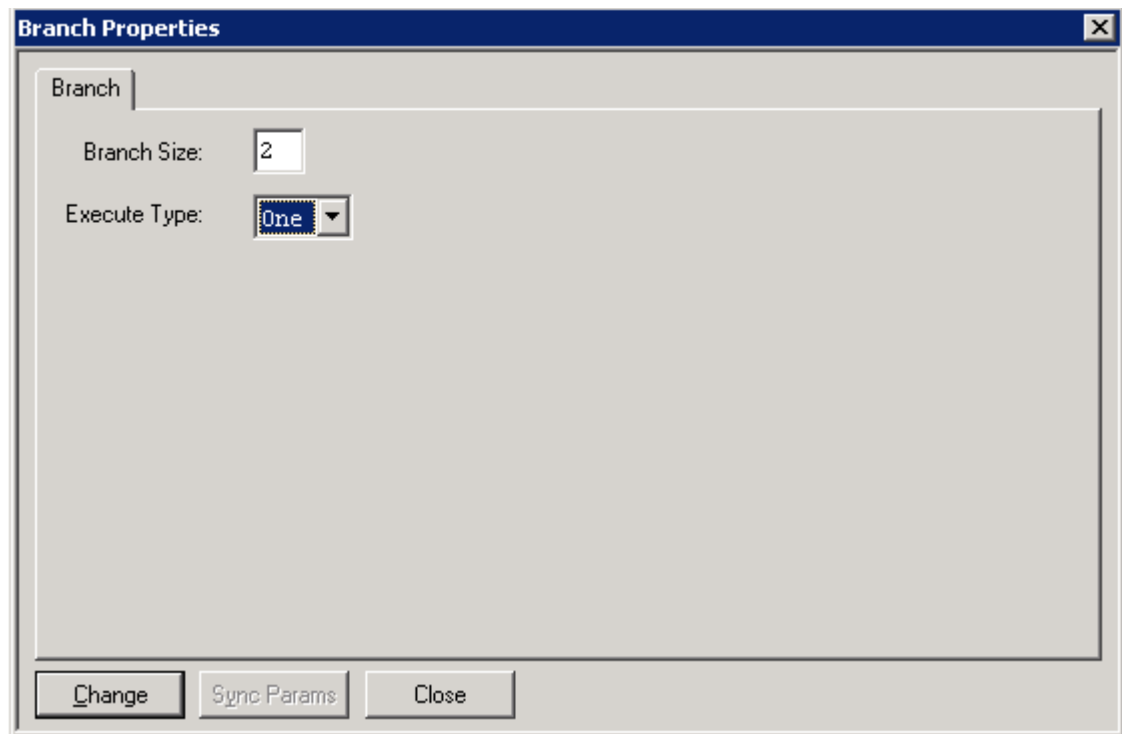 Branch Properties
Branch
Branch Size: 2
Execute Type: One
Change Sync Params Close